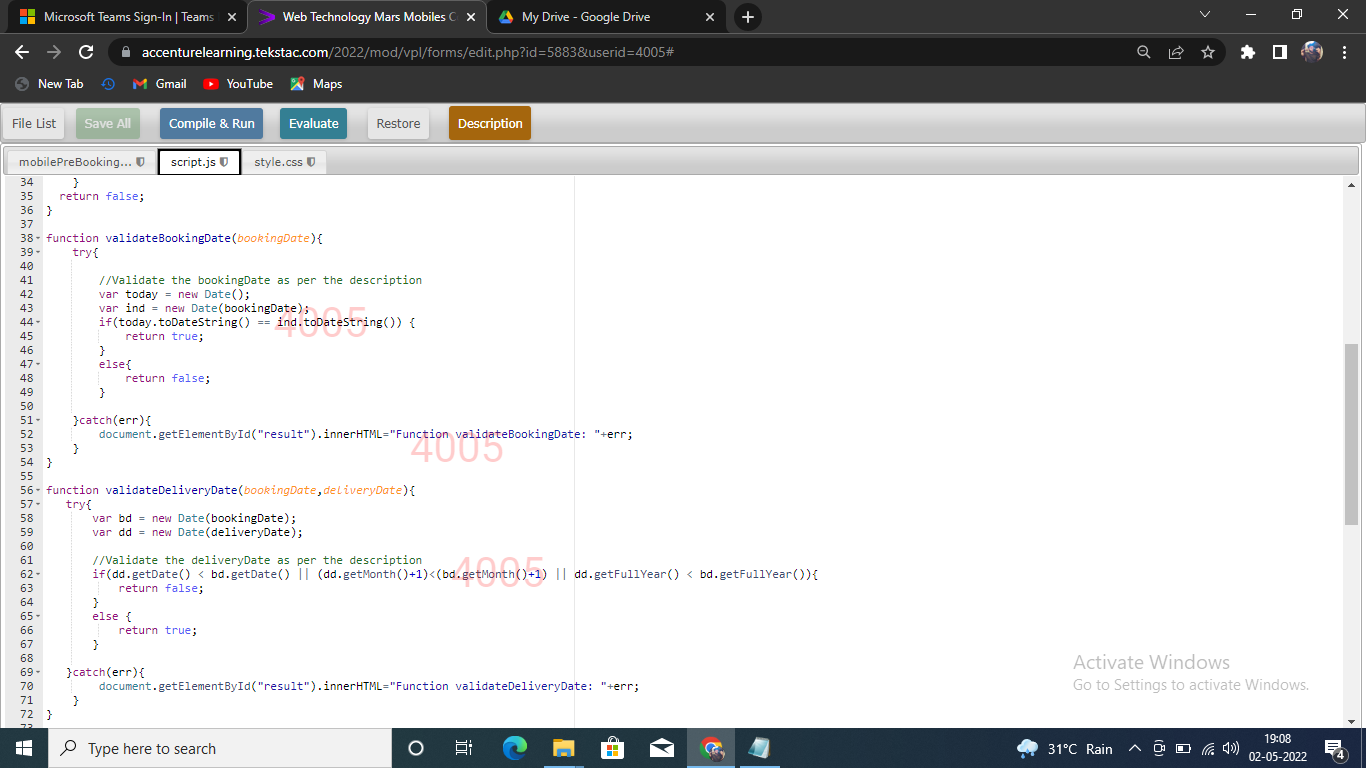 Microsoft Teams Sign-In | Teams
Web Technology Mars Mobiles C
My Drive - Google Drive
accenturelearning.tekstac.com/2022/mod/vpl/forms/edit.php?id=5883&userid=4005#
New Tab
Gmail
YouTube
Maps
File List
Save All
Compile & Run
Evaluate
Restore
Description
mobilePreBooking...
script.js
style.css
34 }
35 return false;
36 }
37
38 function validateBookingDate(bookingDate){
39 try{
40
41 //Validate the bookingDate as per the description
42 var today = new Date();
43 var ind = new Date(bookingDate);
44 if(today.toDateString() == ind.toDateString()) {
45 return true;
46 }
47 else{
48 return false;
49 }
50
51 }catch(err){
52 document.getElementById("result").innerHTML="Function validateBookingDate: "+err;
53 }
54 }
55
56 function validateDeliveryDate(bookingDate,deliveryDate){
57 try{
58 var bd = new Date(bookingDate);
59 var dd = new Date(deliveryDate);
60
61 //Validate the deliveryDate as per the description
62 if(dd.getDate() < bd.getDate() || (dd.getMonth()+1)<(bd.getMonth()+1) || dd.getFullYear() < bd.getFullYear()){
63 return false;
64 }
65 else {
66 return true;
67 }
68
69 }catch(err){
70 document.getElementById("result").innerHTML="Function validateDeliveryDate: "+err;
71 }
72 }
73
4005
4005
4005
Activate Windows
Go to Settings to activate Windows.
Type here to search
31°C Rain
19:08
02-05-2022
4